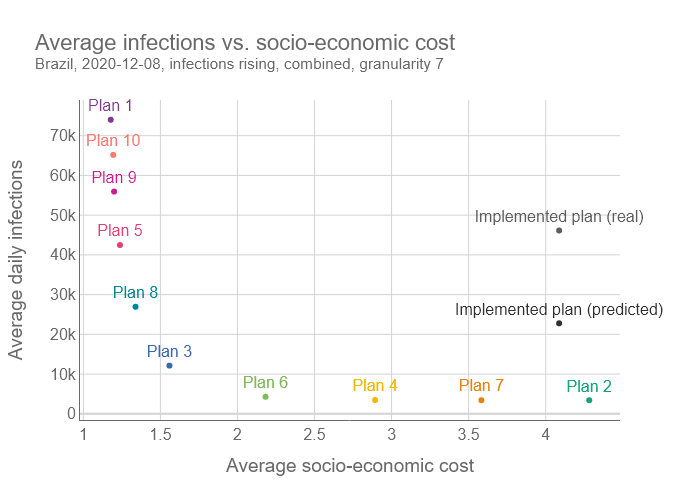 Average infections vs. socio-economic cost
Brazil, 2020-12-08, infections rising, combined, granularity 7
Plan 1
70k
Plan 10
60k
Plan 9
50k
Implemented plan (real)
Plan 5
40k
30k
Plan 8
Implemented plan (predicted)
20k
Plan 3
10k
Plan 6
Plan 4
Plan 7
Plan 2
0
1
1.5
2
2.5
3
3.5
4
Average daily infections
Average socio-economic cost